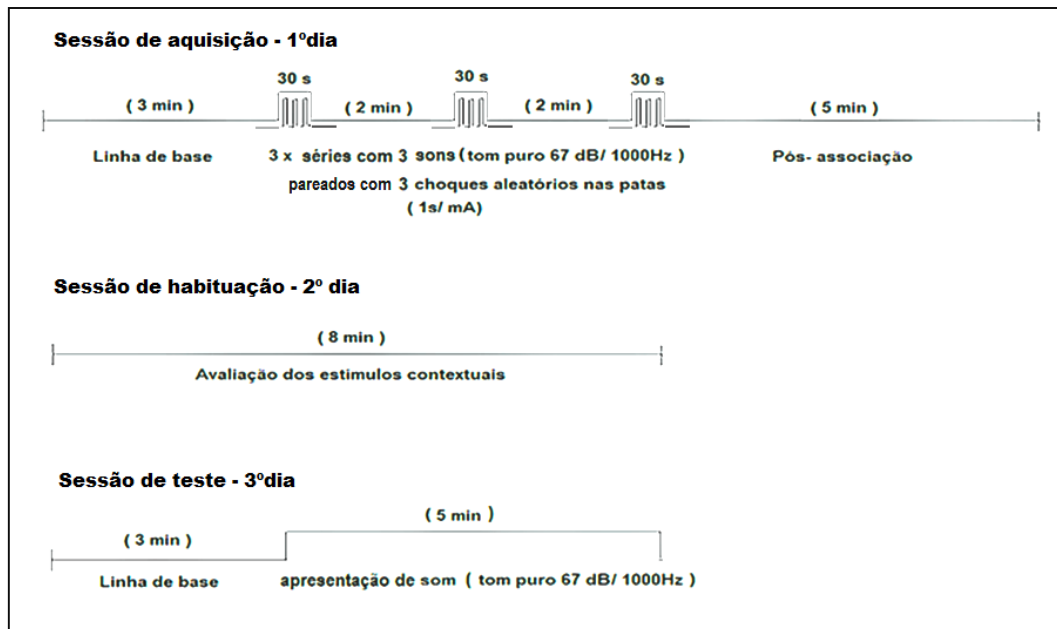 Sessão de aquisição - 1ºdia
30 s 30 s 30 s
( 3 min ) ( 2 min ) ( 2 min ) ( 5 min )
Linha de base 3 x séries com 3 sons ( tom puro 67 dB/ 1000Hz ) Pós- associação
pareados com 3 choques aleatórios nas patas
( 1s/ mA)
Sessão de habituação - 2º dia
( 8 min )
Avaliação dos estimulos contextuais
Sessão de teste - 3ºdia
( 5 min )
( 3 min )
Linha de base apresentação de som ( tom puro 67 dB/ 1000Hz )